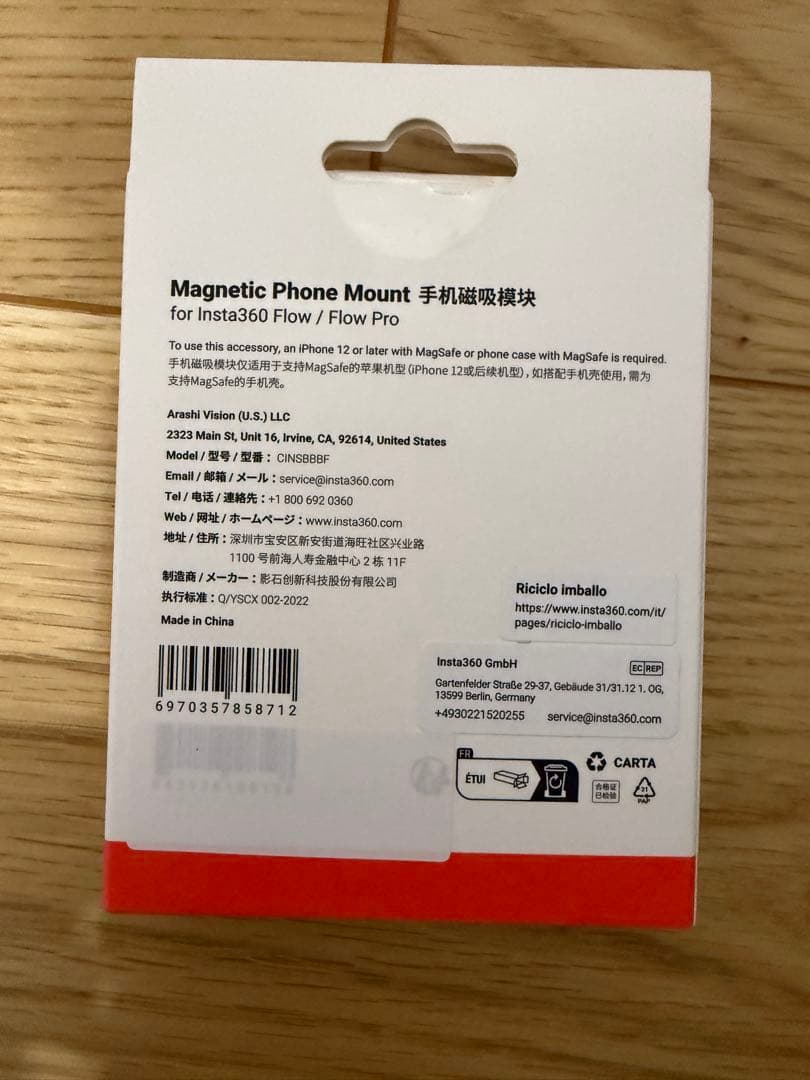 Magnetic Phone Mount 手机磁吸模块
for Insta360 Flow / Flow Pro
To use this accessory, an iPhone 12 or later with MagSafe or phone case with MagSafe is required.
手机磁吸模块仅适用于支持MagSafe的苹果机型(iPhone 12或后续机型),如搭配手机壳使用,需为
支持MagSafe的手机壳。
Arashi Vision (U.S.) LLC
2323 Main St, Unit 16, Irvine, CA, 92614, United States
Model / 型号 / 型番: CINSBBBF
Email / 邮箱 / メール: service@insta360.com
Tel / 电话 / 連絡先: +1 800 692 0360
Web / 网址 / ホームページ: www.insta360.com
地址 / 住所: 深圳市宝安区新安街道海旺社区兴业路
1100 号前海人寿金融中心 2 栋 11F
制造商 / メーカー: 影石创新科技股份有限公司
执行标准: Q/YSCX 002-2022
Made in China
6970357858712
Riciclo imballo
https://www.insta360.com/it/
pages/riciclo-imballo
Insta360 GmbH
EC REP
Gartenfelder Straße 29-37, Gebäude 31/31.12 1. OG,
13599 Berlin, Germany
+4930221520255 service@insta360.com
FR
ÉTUI
CARTA
合格证
已检验
21
PAP